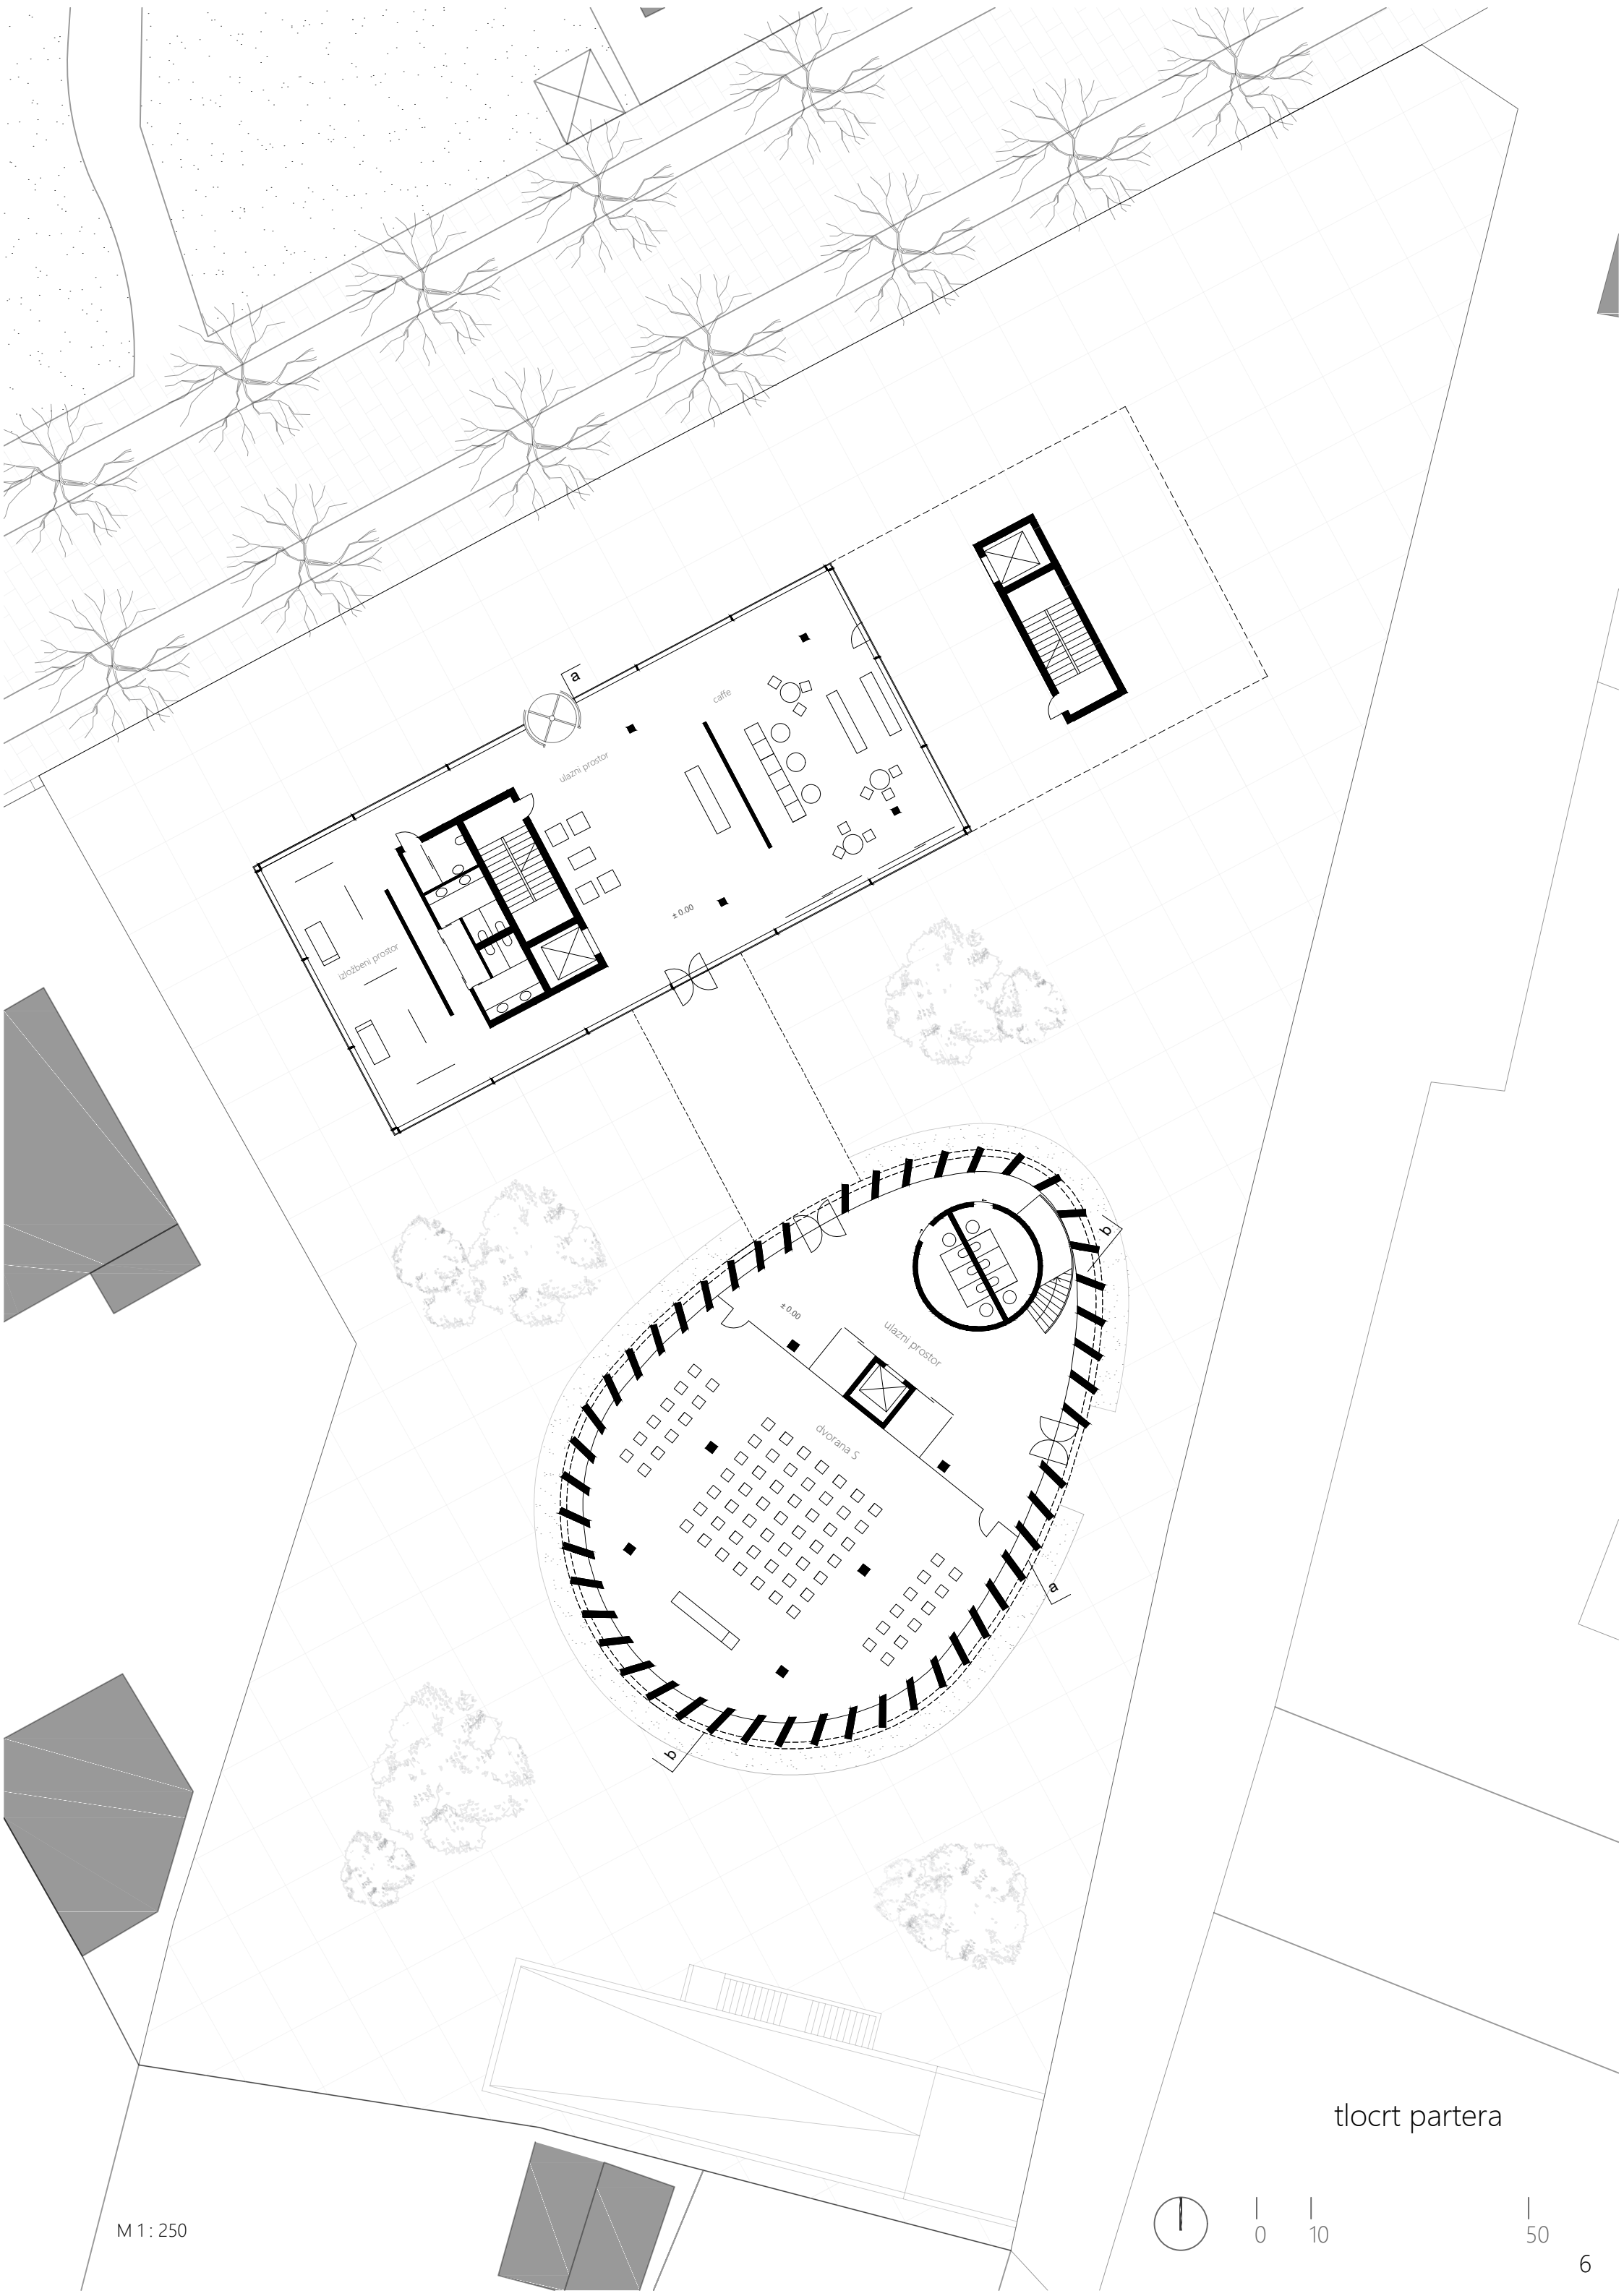 a
caffe
ulazni prostor
izložbeni prostor
± 0.00
b
± 0.00
ulazni prostor
dvorana S
a
b
tlocrt partera
M 1 : 250
0 10 50
6